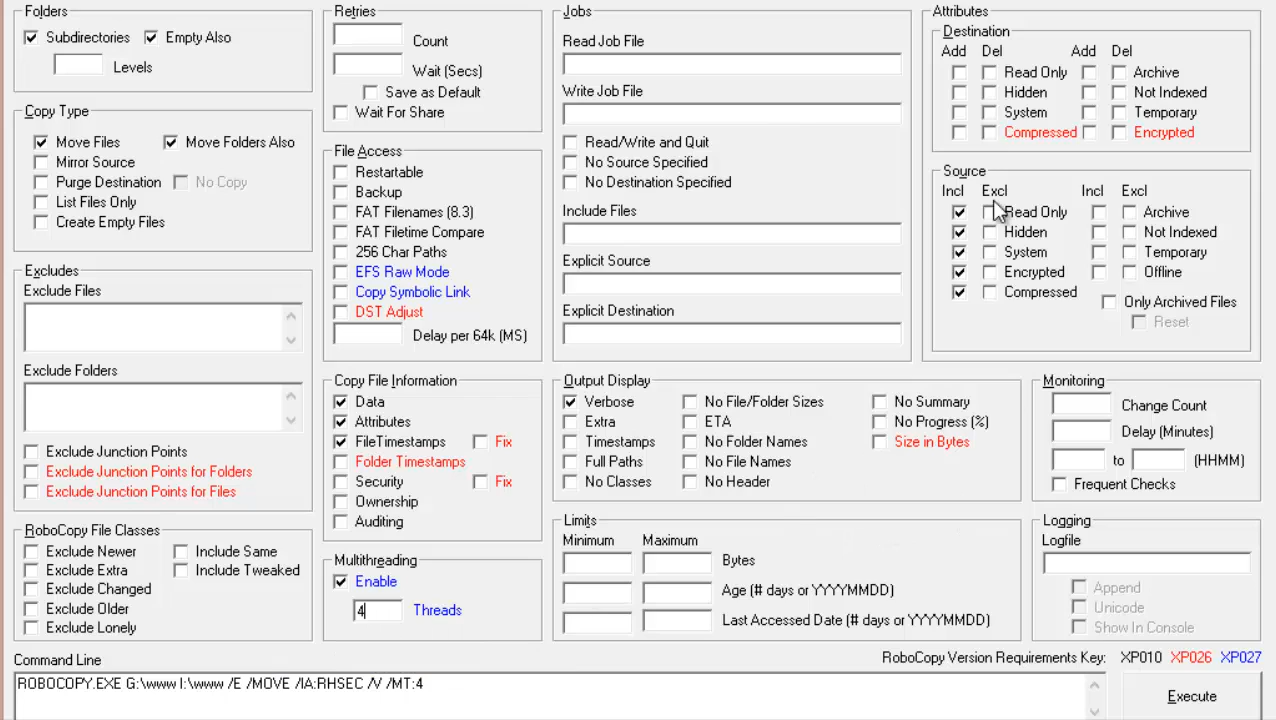 Folders
Subdirectories Empty Also
Levels
Copy Type
Move Files Move Folders Also
Mirror Source
Purge Destination No Copy
List Files Only
Create Empty Files
Excludes
Exclude Files
Exclude Folders
Exclude Junction Points
Exclude Junction Points for Folders
Exclude Junction Points for Files
RoboCopy File Classes
Exclude Newer Include Same
Exclude Extra Include Tweaked
Exclude Changed
Exclude Older
Exclude Lonely
Retries
Count
Wait (Secs)
Save as Default
Wait For Share
File Access
Restartable
Backup
FAT Filenames (8.3)
FAT Filetime Compare
256 Char Paths
EFS Raw Mode
Copy Symbolic Link
DST Adjust
Delay per 64k (MS)
Copy File Information
Data
Attributes
FileTimestamps Fix
Folder Timestamps
Security Fix
Ownership
Auditing
Multithreading
Enable
4 Threads
Jobs
Read Job File
Write Job File
Read/Write and Quit
No Source Specified
No Destination Specified
Include Files
Explicit Source
Explicit Destination
Output Display
Verbose No File/Folder Sizes No Summary
Extra ETA No Progress (%)
Timestamps No Folder Names Size in Bytes
Full Paths No File Names
No Classes No Header
Limits
Minimum Maximum
Bytes
Age (# days or YYYYMMDD)
Last Accessed Date (# days or YYYYMMDD)
Attributes
Destination
Add Del Add Del
Read Only Archive
Hidden Not Indexed
System Temporary
Compressed Encrypted
Source
Incl Excl Incl Excl
Read Only Archive
Hidden Not Indexed
System Temporary
Encrypted Offline
Compressed Only Archived Files
Reset
Monitoring
Change Count
Delay (Minutes)
to (HHMM)
Frequent Checks
Logging
Logfile
Append
Unicode
Show In Console
RoboCopy Version Requirements Key: XP010 XP026 XP027
Command Line
ROBOCOPY.EXE G:\www I:\www /E /MOVE /IA:RHSEC /V /MT:4
Execute